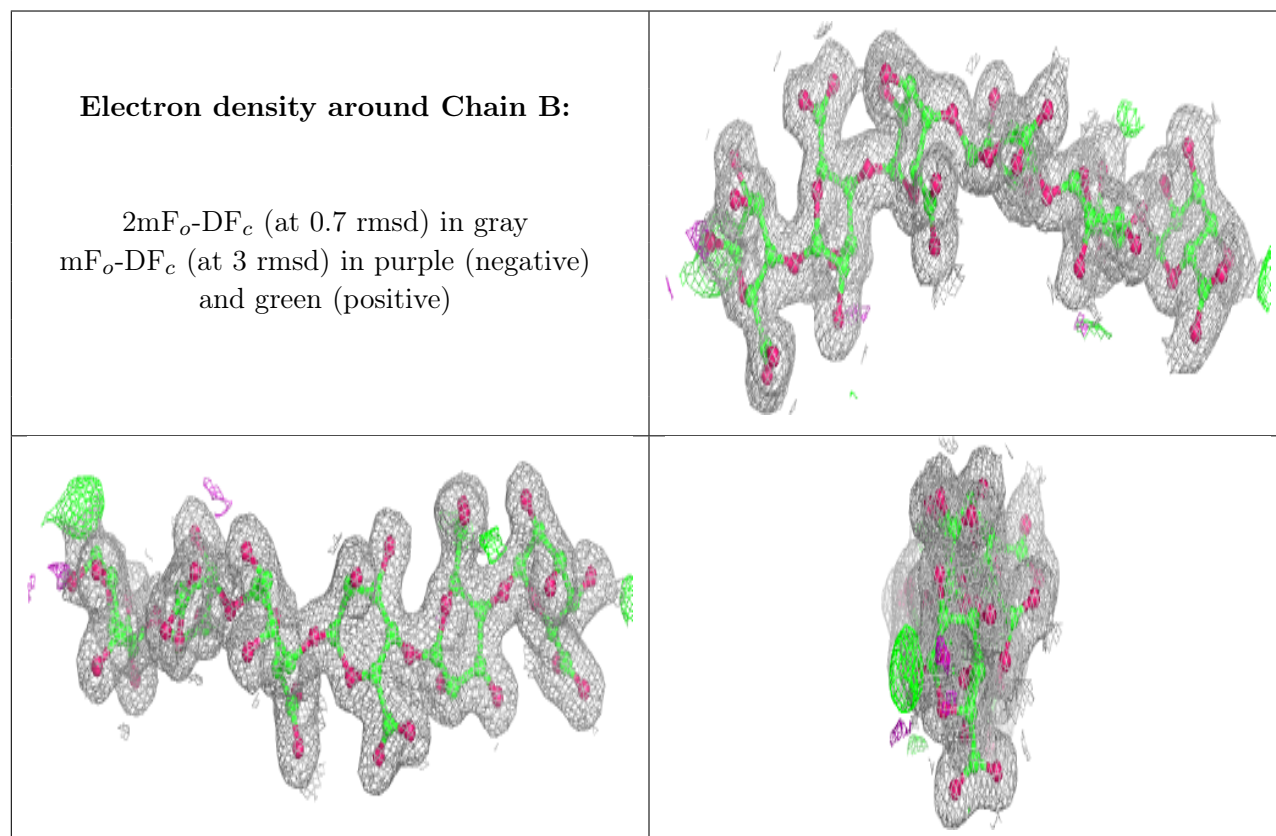 Electron density around Chain B:
2mFₒ-DF𝒸 (at 0.7 rmsd) in gray
mFₒ-DF𝒸 (at 3 rmsd) in purple (negative)
and green (positive)